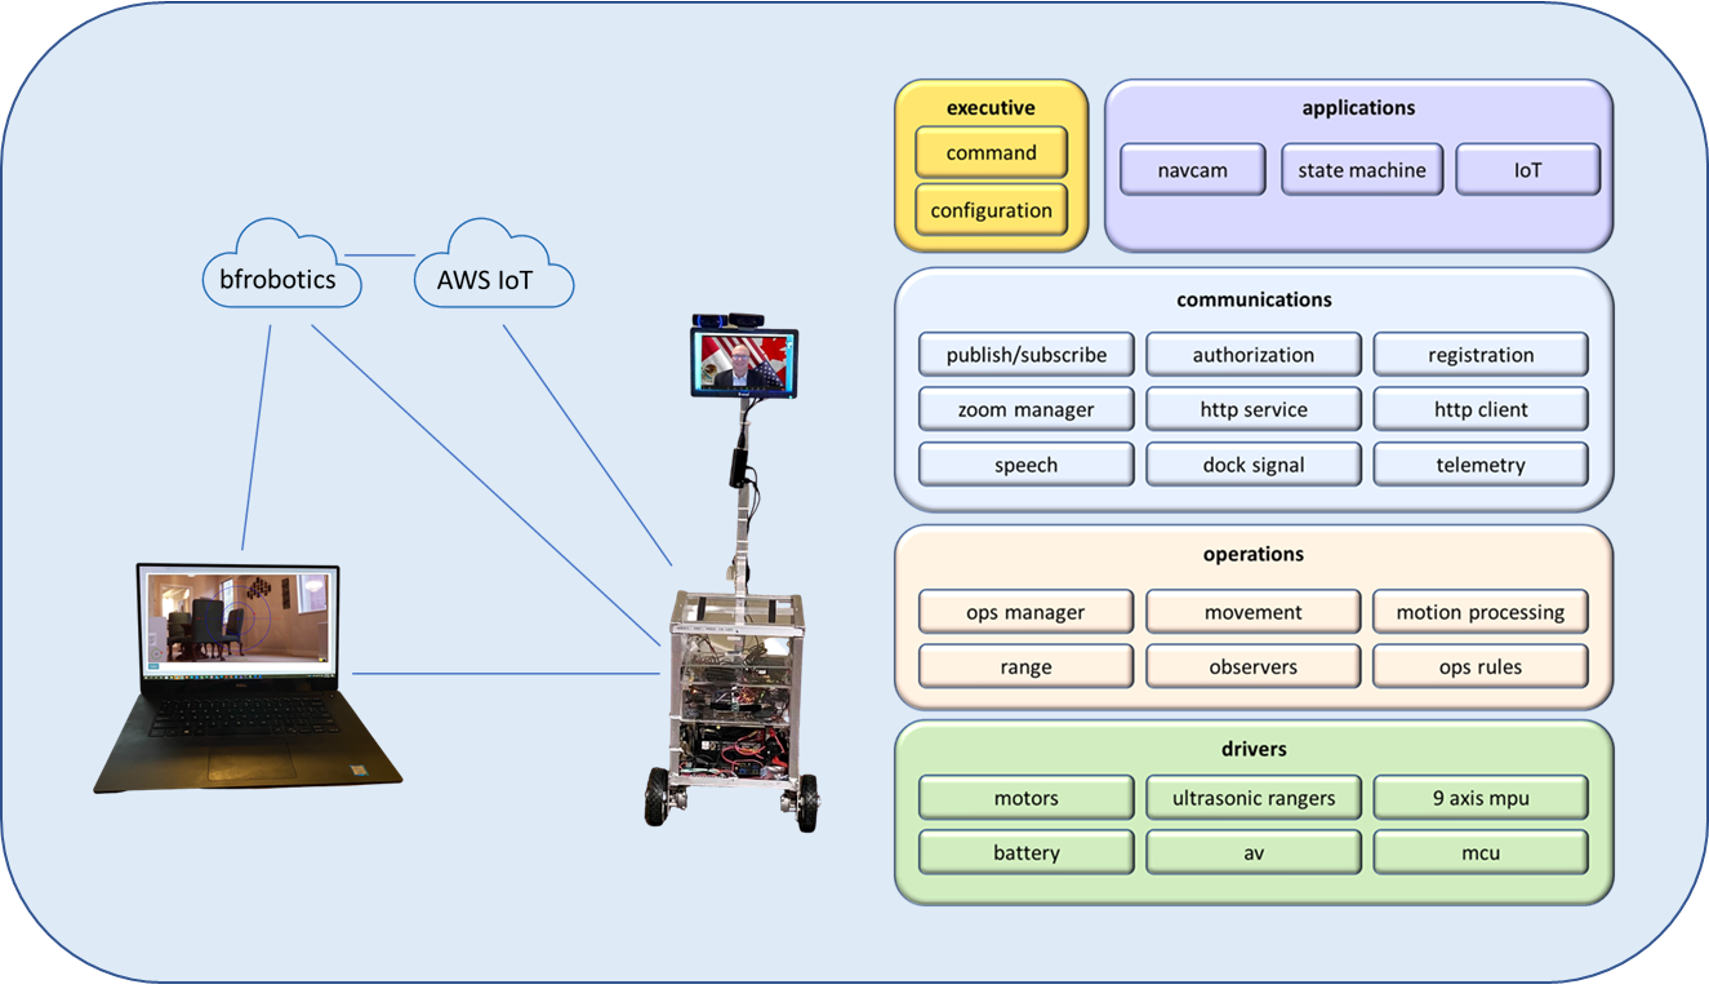 bfrobotics
AWS IoT
executive
command
configuration
applications
navcam
state machine
IoT
communications
publish/subscribe
authorization
registration
zoom manager
http service
http client
speech
dock signal
telemetry
operations
ops manager
movement
motion processing
range
observers
ops rules
drivers
motors
ultrasonic rangers
9 axis mpu
battery
av
mcu